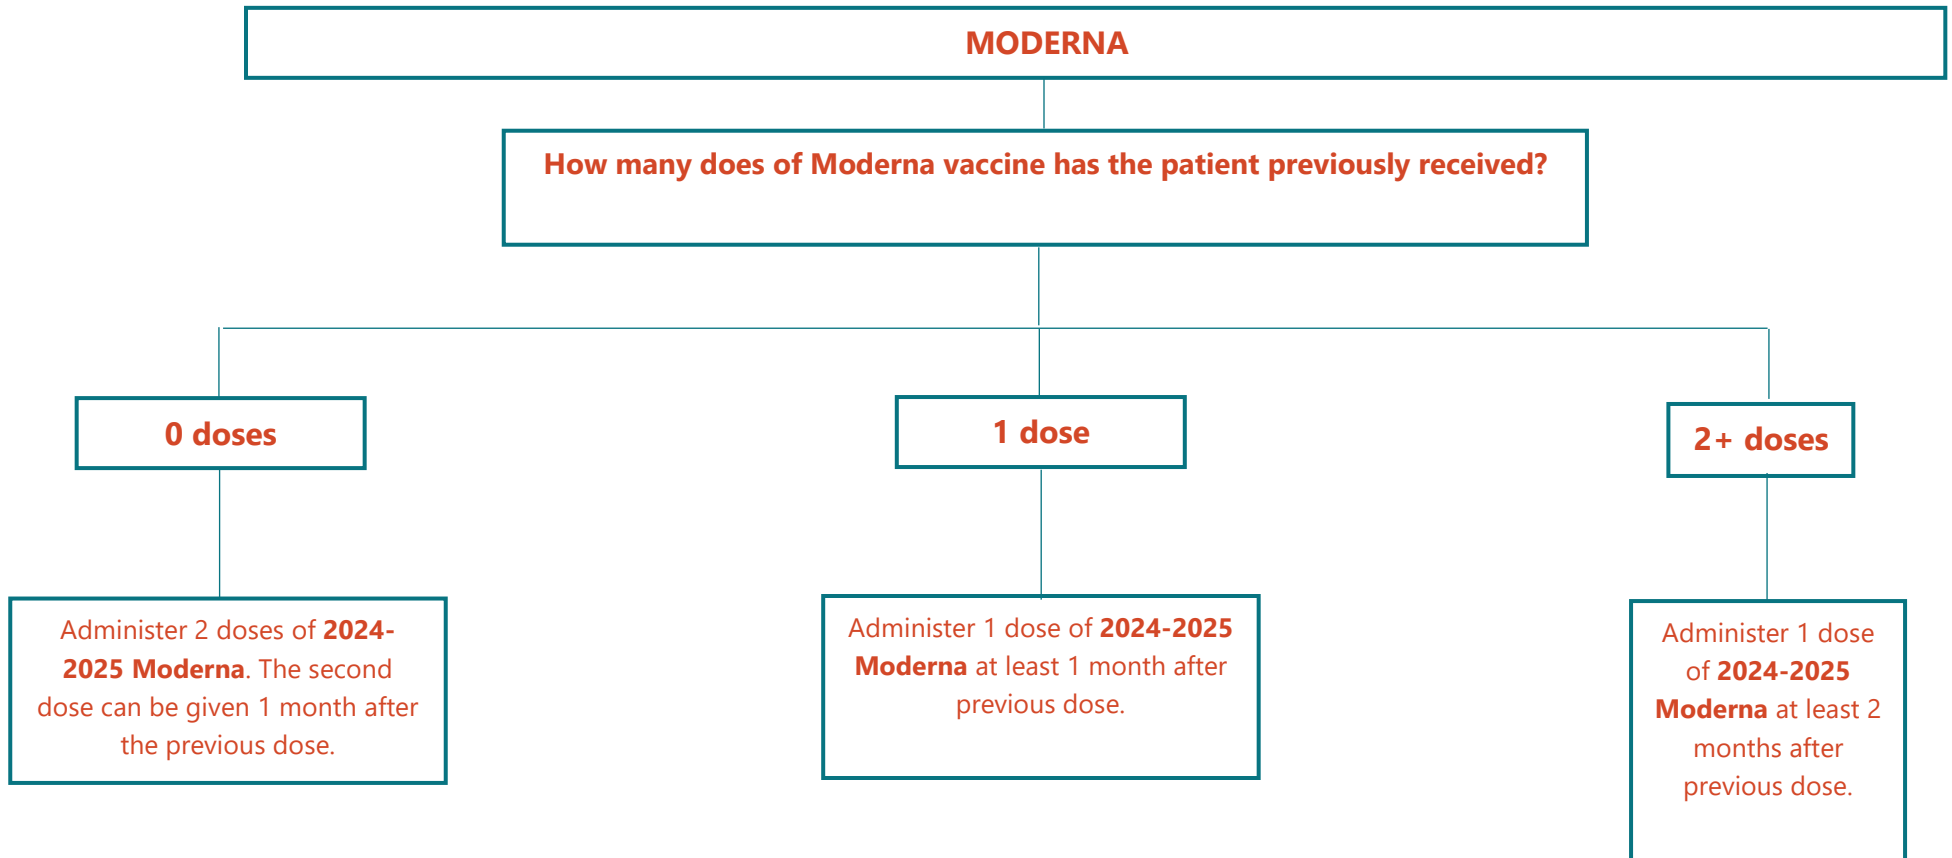 MODERNA
How many does of Moderna vaccine has the patient previously received?
0 doses
1 dose
2+ doses
Administer 2 doses of 2024-
2025 Moderna. The second
dose can be given 1 month after
the previous dose.
Administer 1 dose of 2024-2025
Moderna at least 1 month after
previous dose.
Administer 1 dose
of 2024-2025
Moderna at least 2
months after
previous dose.